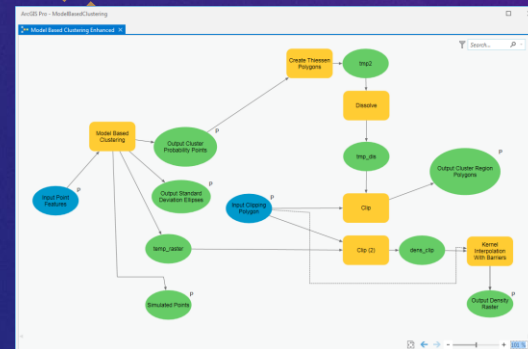 ArcGIS Pro - ModelBasedClustering
Model Based Clustering Enhanced ×
Search...
Create Thiessen
Polygons
tmp2
Dissolve
Model Based
Clustering
P
Output Cluster
Probability Points
tmp_dis
P
Output Cluster Region
Polygons
P
Input Point
Features
P
Output Standard
Deviation Ellipses
P
Input Clipping
Polygon
Clip
temp_raster
Clip (2)
dens_clip
Kernel
Interpolation
With Barriers
P
Simulated Points
P
Output Density
Raster
101 %